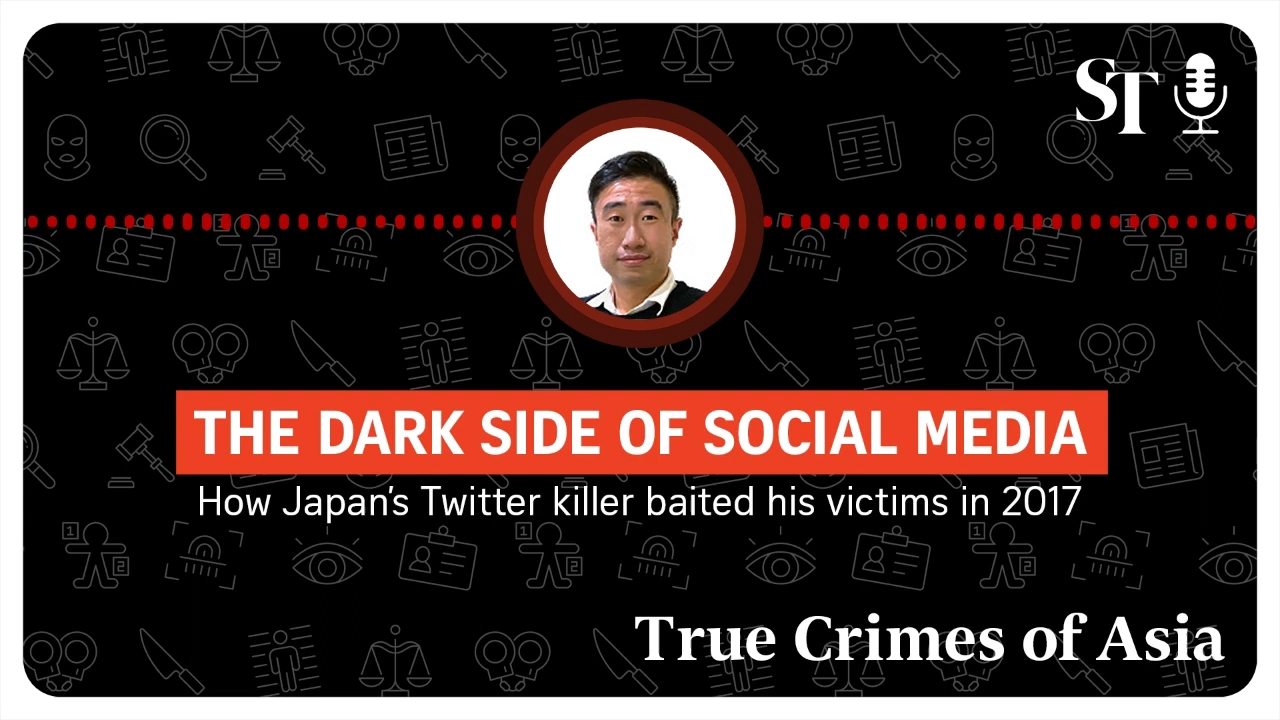 ST
THE DARK SIDE OF SOCIAL MEDIA
How Japan's Twitter killer baited his victims in 2017
True Crimes of Asia